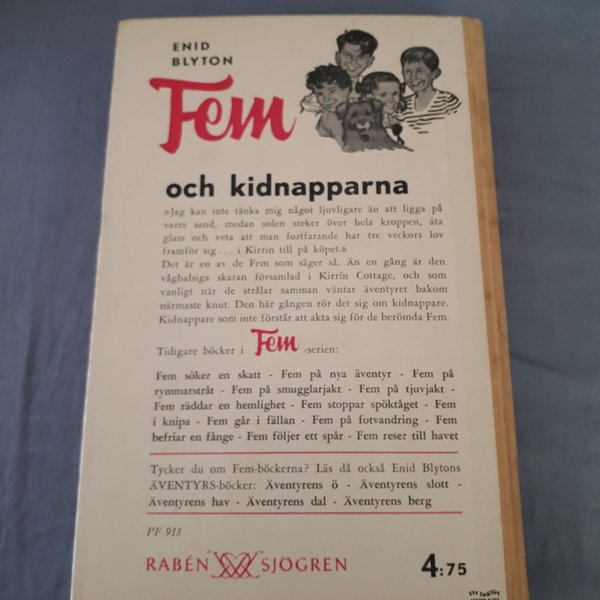 ENID
BLYTON
Fem
och kidnapparna
»Jag kan inte tänka mig något ljuvligare än att ligga på
varm sand, medan solen steker över hela kroppen, äta
glass och veta att man fortfarande har tre veckors lov
framför sig ... i Kirrin till på köpet.»
Det är en av de Fem som säger så. Än en gång är den
våghalsiga skaran församlad i Kirrin Cottage, och som
vanligt när de strålar samman väntar äventyret bakom
närmaste knut. Den här gången rör det sig om kidnappare.
Kidnappare som inte förstår att akta sig för de berömda Fem.
Tidigare böcker i Fem -serien:
Fem söker en skatt - Fem på nya äventyr - Fem på
rymmarstråt - Fem på smugglarjakt - Fem på tjuvjakt -
Fem räddar en hemlighet - Fem stoppar spöktåget - Fem
i knipa - Fem går i fällan - Fem på fotvandring - Fem
befriar en fånge - Fem följer ett spår - Fem reser till havet
Tycker du om Fem-böckerna? Läs då också Enid Blytons
ÄVENTYRS-böcker: Äventyrens ö - Äventyrens slott -
Äventyrens hav - Äventyrens dal - Äventyrens berg
PF 913
RABÉN SJÖGREN 4:75